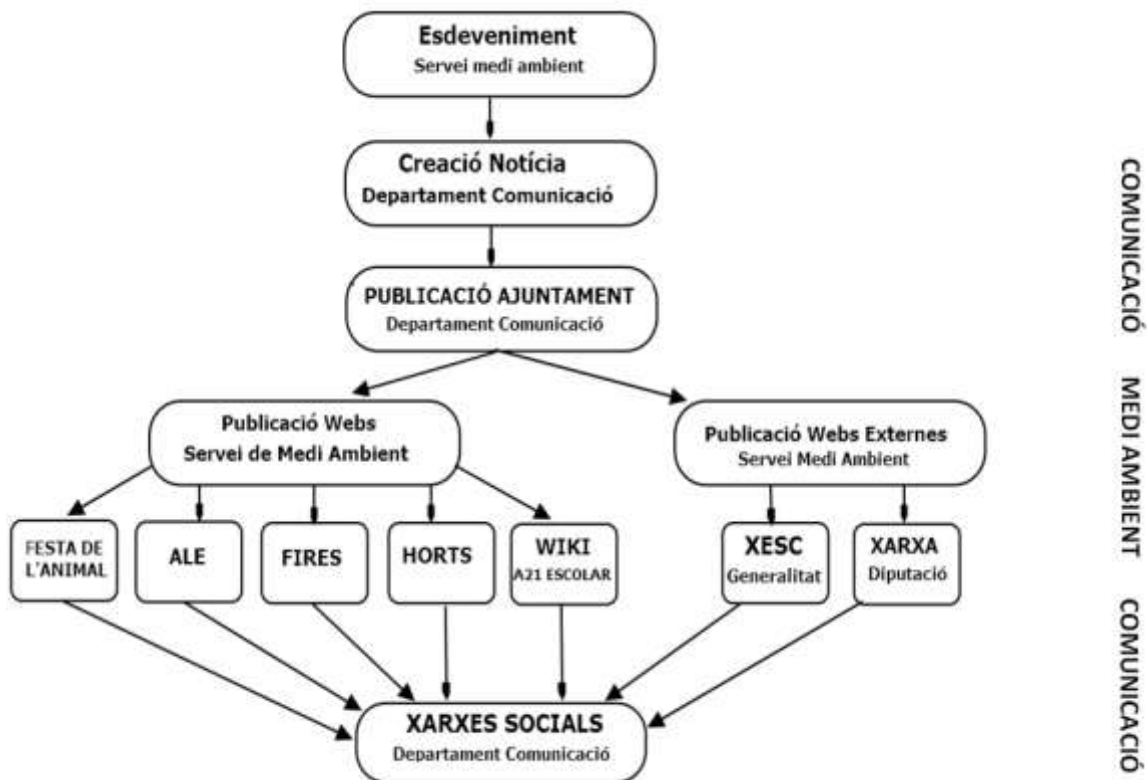 Esdeveniment
Servei medi ambient
Creació Notícia
Departament Comunicació
PUBLICACIÓ AJUNTAMENT
Departament Comunicació
Publicació Webs
Servei de Medi Ambient
Publicació Webs Externes
Servei Medi Ambient
FESTA DE
L'ANIMAL
ALE
FIRES
HORTS
WIKI
A21 ESCOLAR
XESC
Generalitat
XARXA
Diputació
XARXES SOCIALS
Departament Comunicació
COMUNICACIÓ
MEDI AMBIENT
COMUNICACIÓ